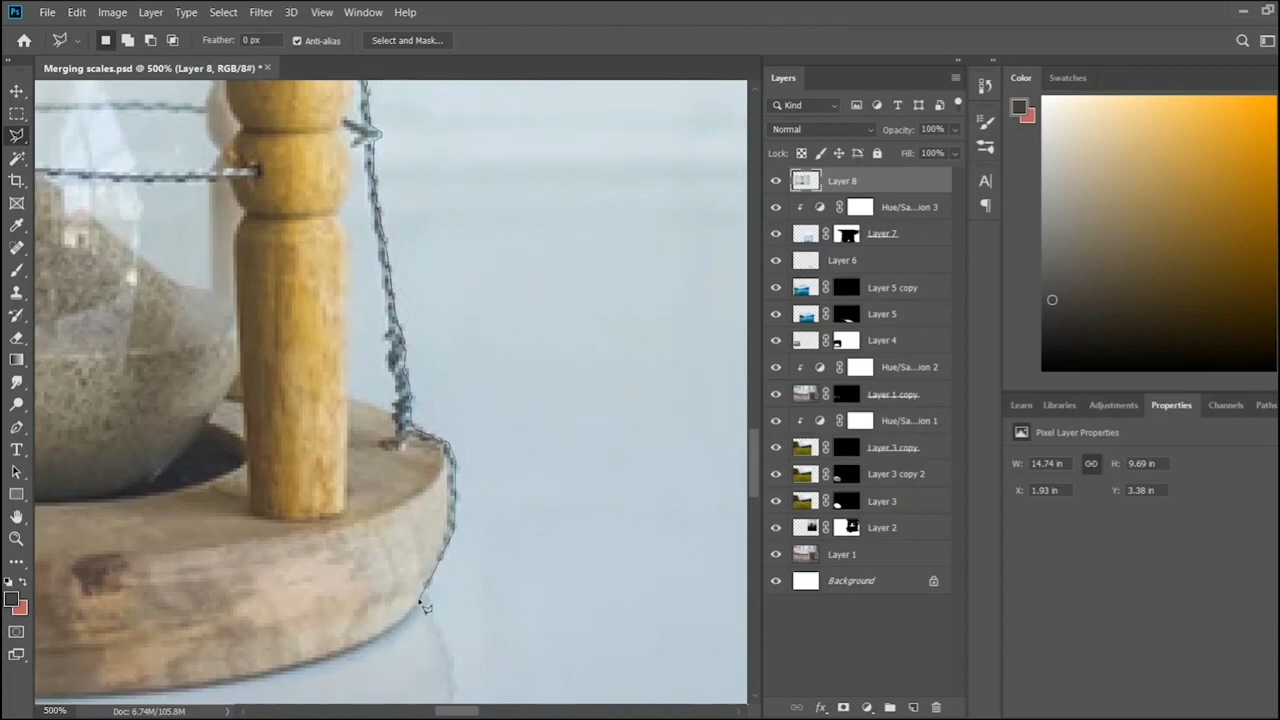 Ps File Edit Image Layer Type Select Filter 3D View Window Help
Feather: 0 px Anti-alias Select and Mask...
Merging scales.psd @ 500% (Layer 8, RGB/8#) *
Layers
Kind
Normal Opacity: 100%
Lock: Fill: 100%
Layer 8
Hue/Sa...ion 3
Layer 7
Layer 6
Layer 5 copy
Layer 5
Layer 4
Hue/Sa...ion 2
Layer 1 copy
Hue/Sa...ion 1
Layer 3 copy
Layer 3 copy 2
Layer 3
Layer 2
Layer 1
Background
Color Swatches
Learn Libraries Adjustments Properties Channels Paths
Pixel Layer Properties
W: 14.74 in H: 9.69 in
X: 1.93 in Y: 3.38 in
500% Doc: 6.74M/105.8M